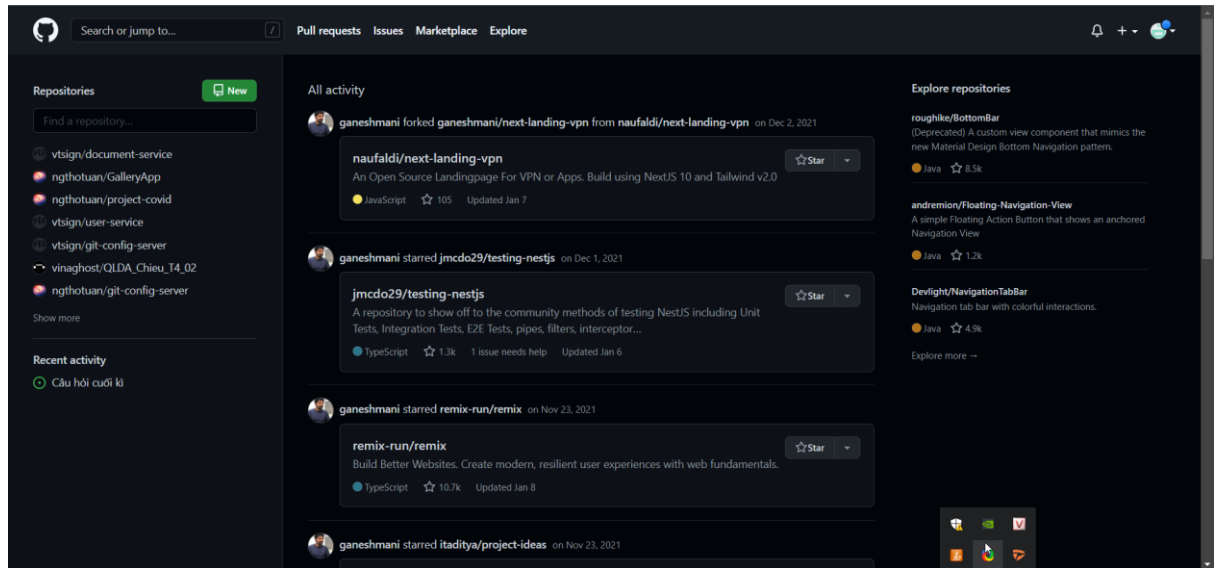 Search or jump to...
/
Pull requests Issues Marketplace Explore
Repositories
New
Find a repository...
vtsign/document-service
ngthotuan/GalleryApp
ngthotuan/project-covid
vtsign/user-service
vtsign/git-config-server
vinaghost/QLDA_Chieu_T4_02
ngthotuan/git-config-server
Show more
Recent activity
Câu hỏi cuối kì
All activity
ganeshmani forked ganeshmani/next-landing-vpn from naufaldi/next-landing-vpn on Dec 2, 2021
naufaldi/next-landing-vpn
Star
An Open Source Landingpage For VPN or Apps. Build using NextUS 10 and Tailwind v2.0
JavaScript 105 Updated Jan 7
ganeshmani starred jmcdo29/testing-nestjs on Dec 1, 2021
jmcdo29/testing-nestjs
Star
A repository to show off to the community methods of testing NestJS including Unit
Tests, Integration Tests, E2E Tests, pipes, filters, interceptor...
TypeScript 1.3k 1 issue needs help Updated Jan 6
ganeshmani starred remix-run/remix on Nov 23, 2021
remix-run/remix
Star
Build Better Websites. Create modern, resilient user experiences with web fundamentals.
TypeScript 10.7k Updated Jan 8
ganeshmani starred itaditya/project-ideas on Nov 23, 2021
Explore repositories
roughike/BottomBar
(Deprecated) A custom view component that mimics the
new Material Design Bottom Navigation pattern.
Java 8.5k
andremion/Floating-Navigation-View
A simple Floating Action Button that shows an anchored
Navigation View
Java 1.2k
Devlight/NavigationTabBar
Navigation tab bar with colorful interactions.
Java 4.9k
Explore more →
V